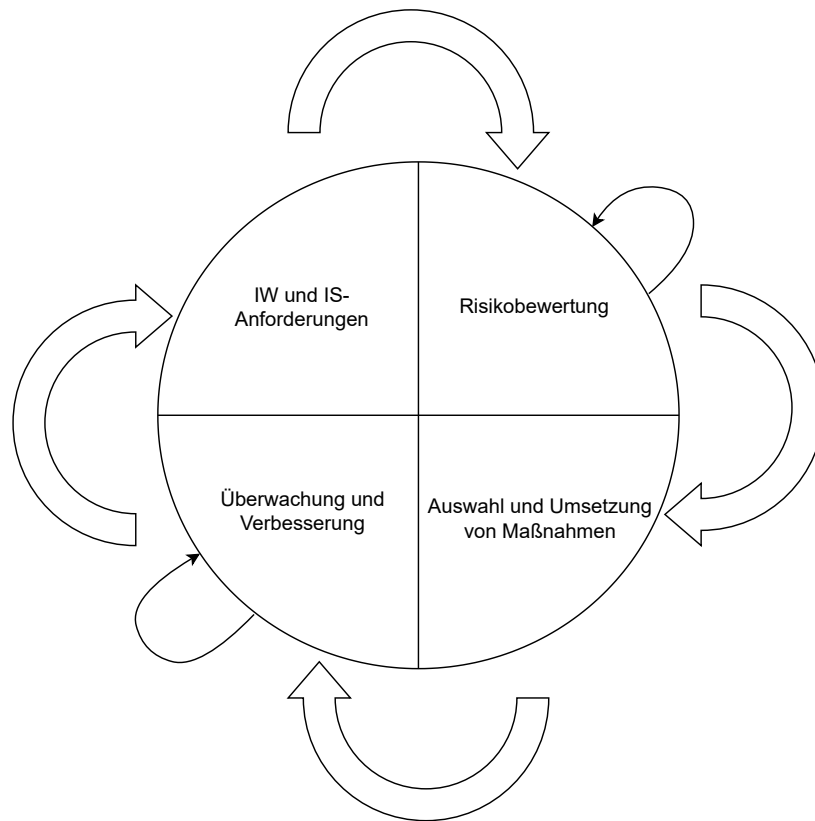 IW und IS-
Anforderungen
Risikobewertung
Überwachung und
Verbesserung
Auswahl und Umsetzung
von Maßnahmen